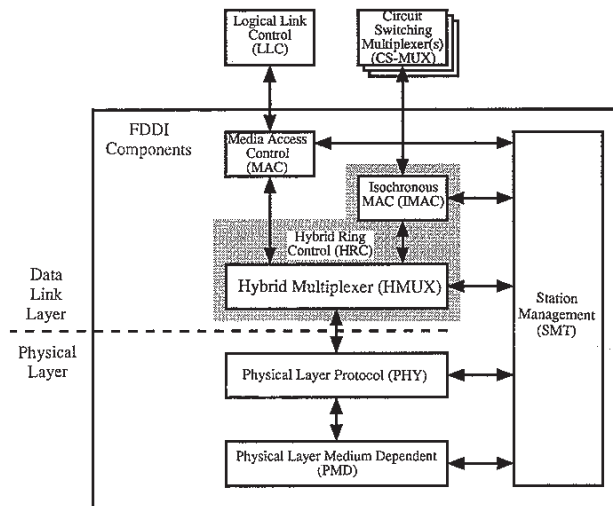 Logical Link
Control
(LLC)
Circuit
Switching
Multiplexer(s)
(CS-MUX)
FDDI
Components
Media Access
Control
(MAC)
Isochronous
MAC (IMAC)
Hybrid Ring
Control (HRC)
Hybrid Multiplexer (HMUX)
Data
Link
Layer
Station
Management
(SMT)
Physical
Layer
Physical Layer Protocol (PHY)
Physical Layer Medium Dependent
(PMD)